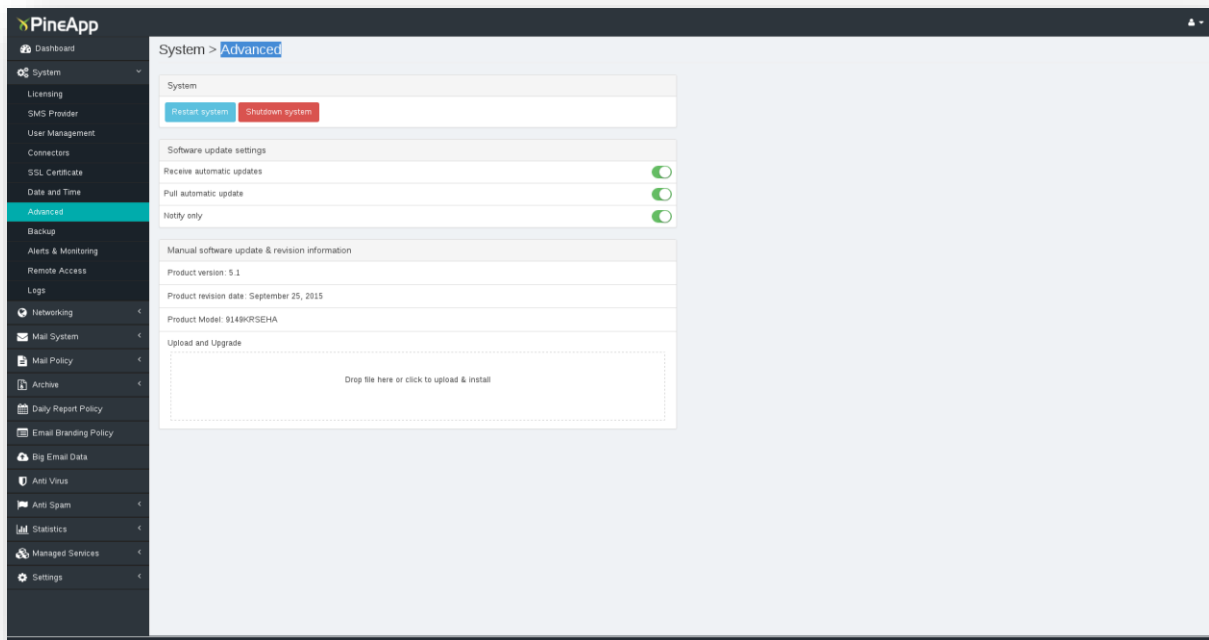 PineApp
Dashboard
System
Licensing
SMS Provider
User Management
Connectors
SSL Certificate
Date and Time
Advanced
Backup
Alerts & Monitoring
Remote Access
Logs
Networking
Mail System
Mail Policy
Archive
Daily Report Policy
Email Branding Policy
Big Email Data
Anti Virus
Anti Spam
Statistics
Managed Services
Settings
System > Advanced
System
Restart system Shutdown system
Software update settings
Receive automatic updates
Pull automatic update
Notify only
Manual software update & revision information
Product version: 5.1
Product revision date: September 25, 2015
Product Model: 9149KRSEHA
Upload and Upgrade
Drop file here or click to upload & install